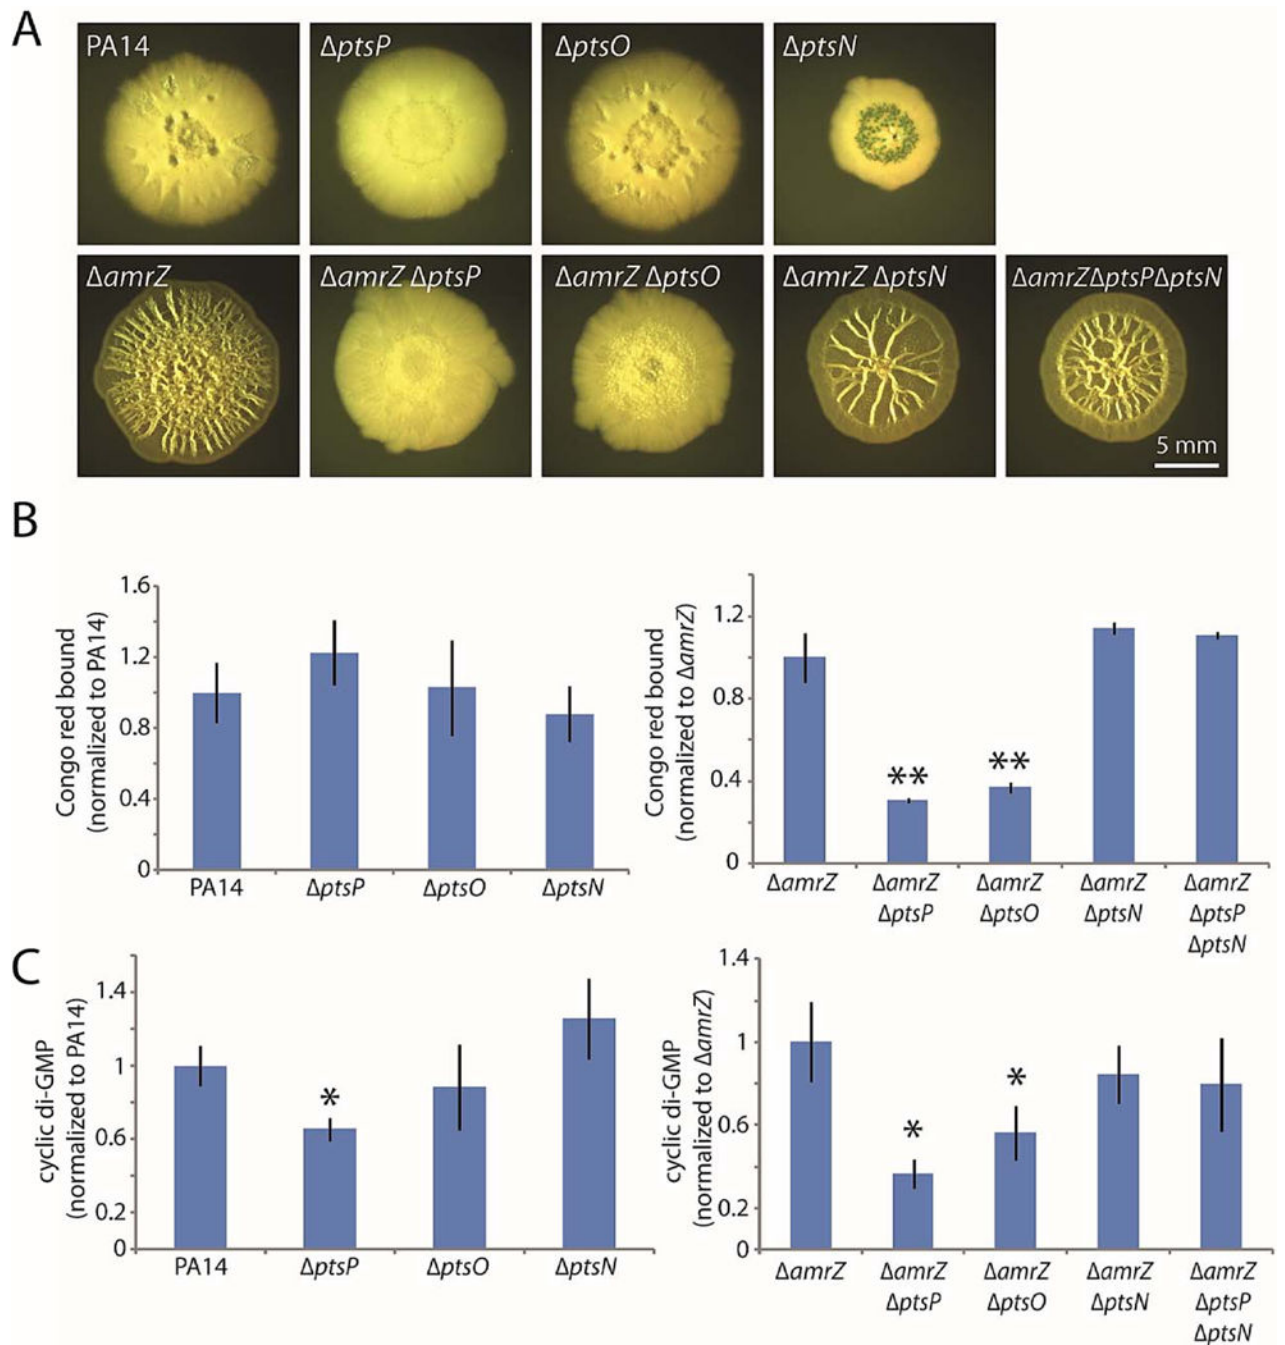 A
PA14
ΔptsP
ΔptsO
ΔptsN
ΔamrZ
ΔamrZ ΔptsP
ΔamrZ ΔptsO
ΔamrZ ΔptsN
ΔamrZΔptsPΔptsN
5 mm
B
Congo red bound
(normalized to PA14)
1.6
1.2
0.8
0.4
0
PA14
ΔptsP
ΔptsO
ΔptsN
Congo red bound
(normalized to ΔamrZ)
1.2
0.8
0.4
0
**
**
ΔamrZ
ΔamrZ
ΔptsP
ΔamrZ
ΔptsO
ΔamrZ
ΔptsN
ΔamrZ
ΔptsP
ΔptsN
C
cyclic di-GMP
(normalized to PA14)
1.4
1
0.6
0.2
0
*
PA14
ΔptsP
ΔptsO
ΔptsN
cyclic di-GMP
(normalized to ΔamrZ)
1.4
1
0.6
0.2
0
*
*
ΔamrZ
ΔamrZ
ΔptsP
ΔamrZ
ΔptsO
ΔamrZ
ΔptsN
ΔamrZ
ΔptsP
ΔptsN